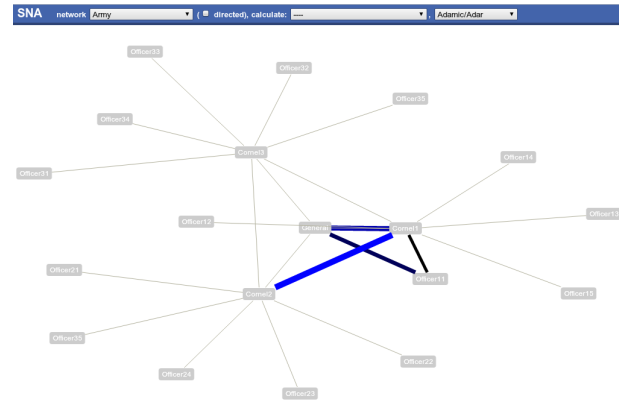 SNA network Army ( directed), calculate: ---- , Adamic/Adar
Officer33
Officer32
Officer35
Officer34
Cornel3
Officer14
Officer31
Officer13
Officer12
General
Cornel1
Officer21
Officer11
Cornel2
Officer15
Officer35
Officer22
Officer24
Officer23